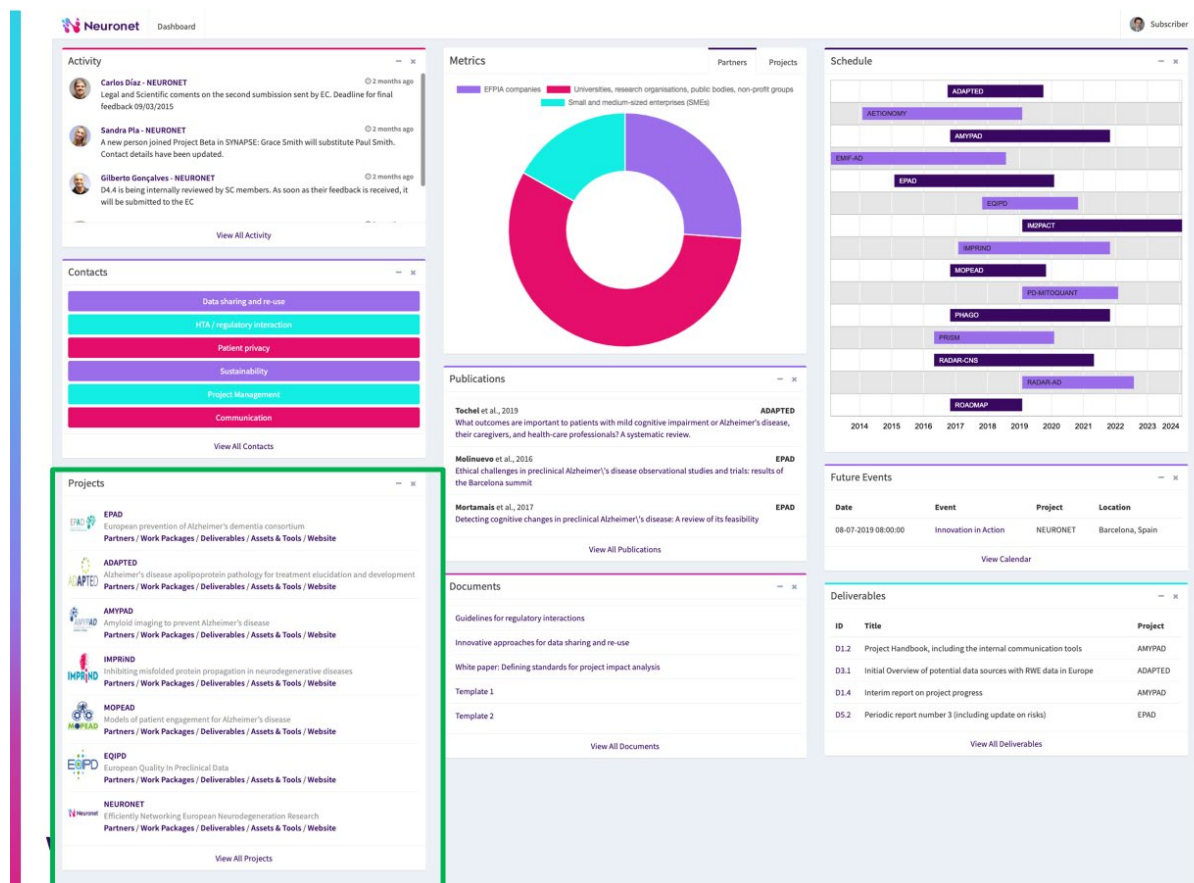 Neuronet Dashboard Subscriber
Activity
Carlos Díaz - NEURONET 2 months ago
Legal and Scientific coments on the second sumbission sent by EC. Deadline for final
feedback 09/03/2015
Sandra Pla - NEURONET 2 months ago
A new person joined Project Beta in SYNAPSE: Grace Smith will substitute Paul Smith.
Contact details have been updated.
Gilberto Gonçalves - NEURONET 2 months ago
D4.4 is being internally reviewed by SC members. As soon as their feedback is received, it
will be submitted to the EC
View All Activity
Contacts
Data sharing and re-use
HTA / regulatory interaction
Patient privacy
Sustainability
Project Management
Communication
View All Contacts
Projects
EPAD
EPAD
European prevention of Alzheimer's dementia consortium
Partners / Work Packages / Deliverables / Assets & Tools / Website
ADAPTED
ADAPTED
Alzheimer's disease apolipoprotein pathology for treatment elucidation and development
Partners / Work Packages / Deliverables / Assets & Tools / Website
AMYPAD
AMYPAD
Amyloid imaging to prevent Alzheimer's disease
Partners / Work Packages / Deliverables / Assets & Tools / Website
IMPRiND
IMPRiND
Inhibiting misfolded protein propagation in neurodegenerative diseases
Partners / Work Packages / Deliverables / Assets & Tools / Website
MOPEAD
MOPEAD
Models of patient engagement for Alzheimer's disease
Partners / Work Packages / Deliverables / Assets & Tools / Website
EQIPD
EQIPD
European Quality In Preclinical Data
Partners / Work Packages / Deliverables / Assets & Tools / Website
Neuronet
NEURONET
Efficiently Networking European Neurodegeneration Research
Partners / Work Packages / Deliverables / Assets & Tools / Website
View All Projects
Metrics Partners Projects
EFPIA companies Universities, research organisations, public bodies, non-profit groups
Small and medium-sized enterprises (SMEs)
Publications
Tochel et al., 2019 ADAPTED
What outcomes are important to patients with mild cognitive impairment or Alzheimer's disease,
their caregivers, and health-care professionals? A systematic review.
Molinuevo et al., 2016 EPAD
Ethical challenges in preclinical Alzheimer\'s disease observational studies and trials: results of
the Barcelona summit
Mortamais et al., 2017 EPAD
Detecting cognitive changes in preclinical Alzheimer\'s disease: A review of its feasibility
View All Publications
Documents
Guidelines for regulatory interactions
Innovative approaches for data sharing and re-use
White paper: Defining standards for project impact analysis
Template 1
Template 2
View All Documents
Schedule
ADAPTED
AETIONOMY
AMYPAD
EMIF-AD
EPAD
EQIPD
IM2PACT
IMPRIND
MOPEAD
PD-MITOQUANT
PHAGO
PRISM
RADAR-CNS
RADAR-AD
ROADMAP
2014 2015 2016 2017 2018 2019 2020 2021 2022 2023 2024
Future Events
Date Event Project Location
08-07-2019 08:00:00 Innovation in Action NEURONET Barcelona, Spain
View Calendar
Deliverables
ID Title Project
D1.2 Project Handbook, including the internal communication tools AMYPAD
D3.1 Initial Overview of potential data sources with RWE data in Europe ADAPTED
D1.4 Interim report on project progress AMYPAD
D5.2 Periodic report number 3 (including update on risks) EPAD
View All Deliverables